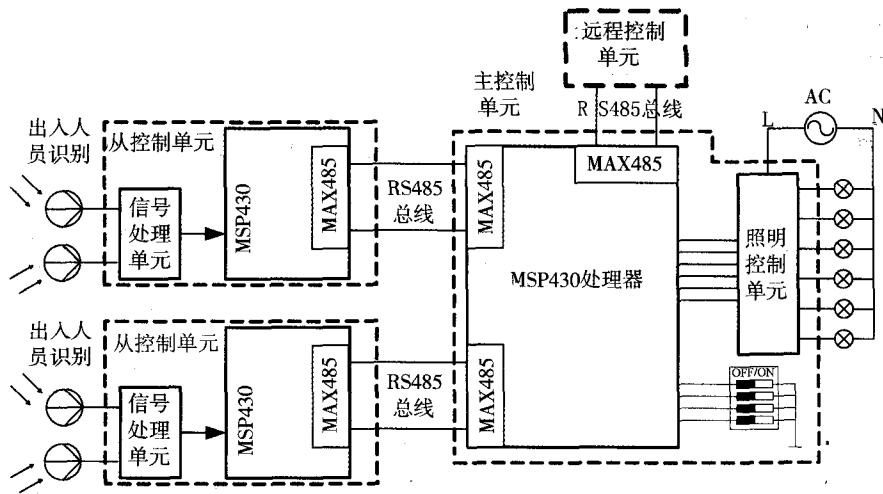 远程控制
单元
主控制
单元
RS485总线
AC
L
N
出入人
员识别
从控制单元
信号
处理
单元
MSP430
MAX485
RS485
总线
MAX485
MAX485
MSP430处理器
照明
控制
单元
出入人
员识别
从控制单元
信号
处理
单元
MSP430
MAX485
RS485
总线
MAX485
OFF/ON